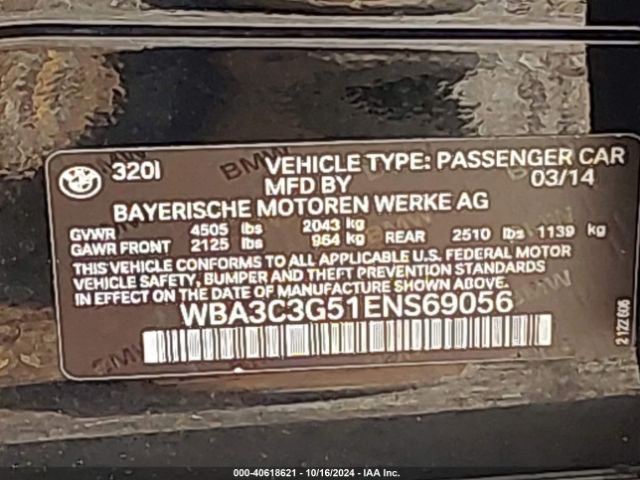 BMW
320I VEHICLE TYPE: PASSENGER CAR
MFD BY 03/14
BAYERISCHE MOTOREN WERKE AG
GVWR 4505 lbs 2043 kg
GAWR FRONT 2125 lbs 964 kg REAR 2510 lbs 1139 kg
THIS VEHICLE CONFORMS TO ALL APPLICABLE U.S. FEDERAL MOTOR
VEHICLE SAFETY, BUMPER AND THEFT PREVENTION STANDARDS
IN EFFECT ON THE DATE OF MANUFACTURE SHOWN ABOVE.
WBA3C3G51ENS69056
2 122 606
000-40618621 - 10/16/2024 - IAA Inc.